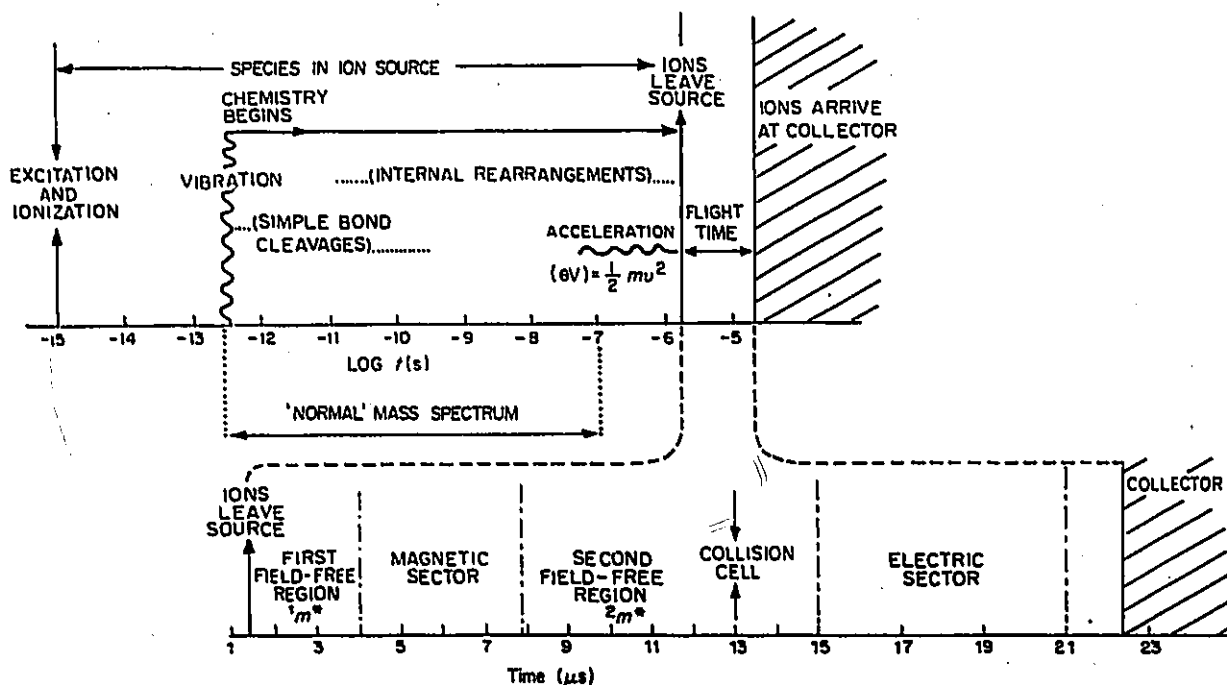 SPECIES IN ION SOURCE
CHEMISTRY
BEGINS
IONS
LEAVE
SOURCE
IONS ARRIVE
AT COLLECTOR
EXCITATION
AND
IONIZATION
VIBRATION
......(INTERNAL REARRANGEMENTS)......
...(SIMPLE BOND
CLEAVAGES)...........
ACCELERATION
(eV)= 1/2 mv²
FLIGHT
TIME
-15 -14 -13 -12 -11 -10 -9 -8 -7 -6 -5
LOG t(s)
'NORMAL' MASS SPECTRUM
IONS
LEAVE
SOURCE
FIRST
FIELD-FREE
REGION
¹m*
MAGNETIC
SECTOR
SECOND
FIELD-FREE
REGION
²m*
COLLISION
CELL
ELECTRIC
SECTOR
COLLECTOR
1 3 5 7 9 11 13 15 17 19 21 23
Time (μs)